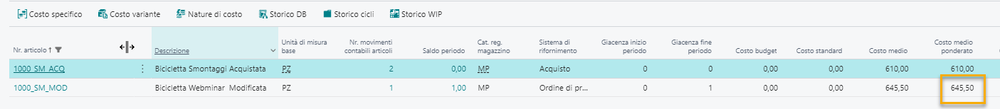 Costo specifico Costo variante Nature di costo Storico DB Storico cicli Storico WIP
Nr. articolo ↑ Descrizione Unità di misura base Nr. movimenti contabili articoli Saldo periodo Cat. reg. magazzino Sistema di rifornimento Giacenza inizio periodo Giacenza fine periodo Costo budget Costo standard Costo medio Costo medio ponderato
1000_SM_ACQ Bicicletta Smontaggi Acquistata PZ 2 0,00 MP Acquisto 0 0 0,00 0,00 610,00 610,00
1000_SM_MOD Bicicletta Webminar Modificata PZ 1 1,00 MP Ordine di pr... 0 1 0,00 0,00 645,50 645,50